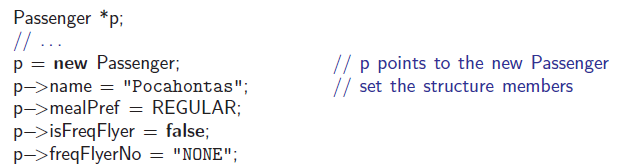 Passenger *p;
// ...
p = new Passenger; // p points to the new Passenger
p−>name = "Pocahontas"; // set the structure members
p−>mealPref = REGULAR;
p−>isFreqFlyer = false;
p−>freqFlyerNo = "NONE";